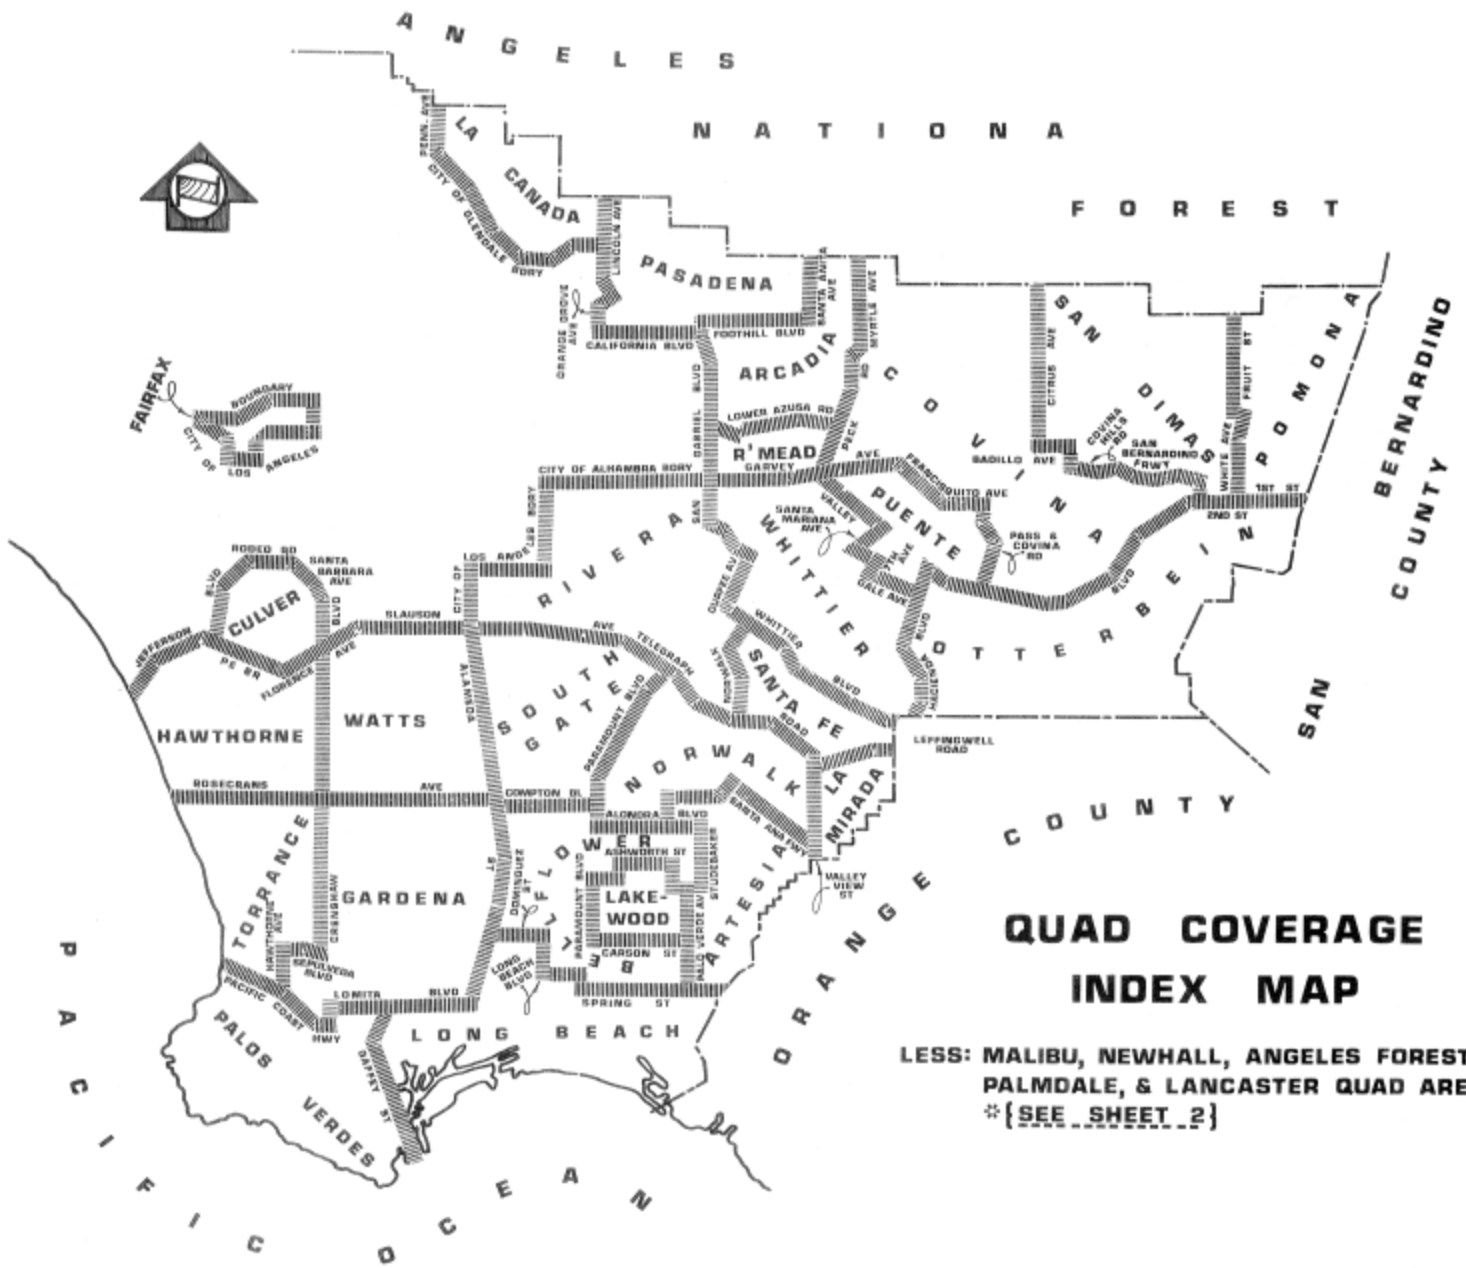 ANGELES
NATIONA
FOREST
PENN. AVE
LA
CANADA
CITY OF GLENDALE BDRY
LINCOLN AVE
PASADENA
SANTA ANITA
AVE
MYRTLE AVE
ORANGE GROVE
AVE
CALIFORNIA BLVD
FOOTHILL BLVD
ARCADIA
SAN GABRIEL BLVD
LOWER AZUSA RD
PECK RD
R'MEAD
CITY OF ALHAMBRA BDRY
GARVEY AVE
COVINA
CITRUS AVE
SAN
DIMAS
FRUIT ST
WHITE AVE
POMONA
BADILLO AVE
COVINA
HILLS
RD
SAN
BERNARDINO
FRWY
1ST ST
2ND ST
SAN
BERNARDINO
COUNTY
FAIRFAX
BOUNDARY
CITY OF
LOS ANGELES
CITY OF LOS ANGELES BDRY
RIVERA
WHITTIER
VALLEY
FRANCISQUITO AVE
PUENTE
SANTA
MARIANA
AVE
7TH
AVE
GALE AVE
PASS &
COVINA
RD
BLVD
OTTERBEIN
HACIENDA BLVD
RODEO RD
SANTA
BARBARA
AVE
BLVD
CULVER
BLVD
JEFFERSON
PE RR
FLORENCE AVE
SLAUSON AVE
TELEGRAPH ROAD
DURFEE AV
WHITTIER BLVD
NORWALK
SANTA FE
ALAMEDA ST
SOUTH
GATE
PARAMOUNT BLVD
HAWTHORNE
WATTS
NORWALK
LEFFINGWELL
ROAD
LA
MIRADA
ROSECRANS AVE
COMPTON BL
ALONDRA BLVD
SANTA ANA FWY
TORRANCE
GARDENA
CRENSHAW
HAWTHORNE
AVE
SEPULVEDA
BLVD
BELLFLOWER
ASHWORTH ST
PARAMOUNT BLVD
LAKE-
WOOD
STUDEBAKER
PALO VERDE AV
CARSON ST
ARTESIA
VALLEY
VIEW
ST
DOMINGUEZ
ST
LONG
BEACH
BLVD
SPRING ST
PACIFIC COAST
HWY
LOMITA BLVD
LONG BEACH
GAFFEY ST
PALOS
VERDES
PACIFIC OCEAN
ORANGE COUNTY
QUAD COVERAGE
INDEX MAP
LESS: MALIBU, NEWHALL, ANGELES FOREST
PALMDALE, & LANCASTER QUAD ARE
*{SEE SHEET 2}